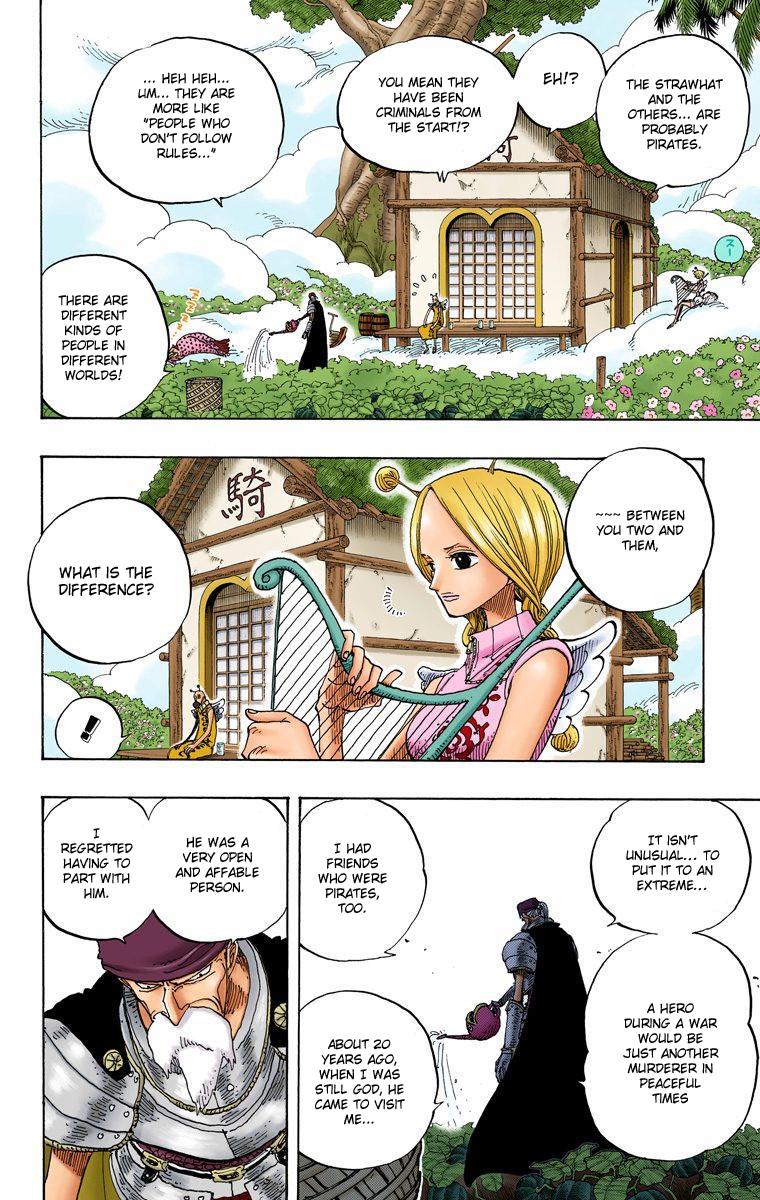 THE STRAWHAT
AND THE
OTHERS... ARE
PROBABLY
PIRATES.
EH!?
YOU MEAN THEY
HAVE BEEN
CRIMINALS FROM
THE START!?
... HEH HEH...
UM... THEY ARE
MORE LIKE
"PEOPLE WHO
DON'T FOLLOW
RULES..."
スー
THERE ARE
DIFFERENT
KINDS OF
PEOPLE IN
DIFFERENT
WORLDS!
~~~ BETWEEN
YOU TWO AND
THEM,
騎
WHAT IS THE
DIFFERENCE?
!
IT ISN'T
UNUSUAL... TO
PUT IT TO AN
EXTREME...
A HERO
DURING A WAR
WOULD BE
JUST ANOTHER
MURDERER IN
PEACEFUL
TIMES
I HAD
FRIENDS
WHO WERE
PIRATES,
TOO.
ABOUT 20
YEARS AGO,
WHEN I WAS
STILL GOD, HE
CAME TO VISIT
ME...
HE WAS A
VERY OPEN
AND AFFABLE
PERSON.
I
REGRETTED
HAVING TO
PART WITH
HIM.